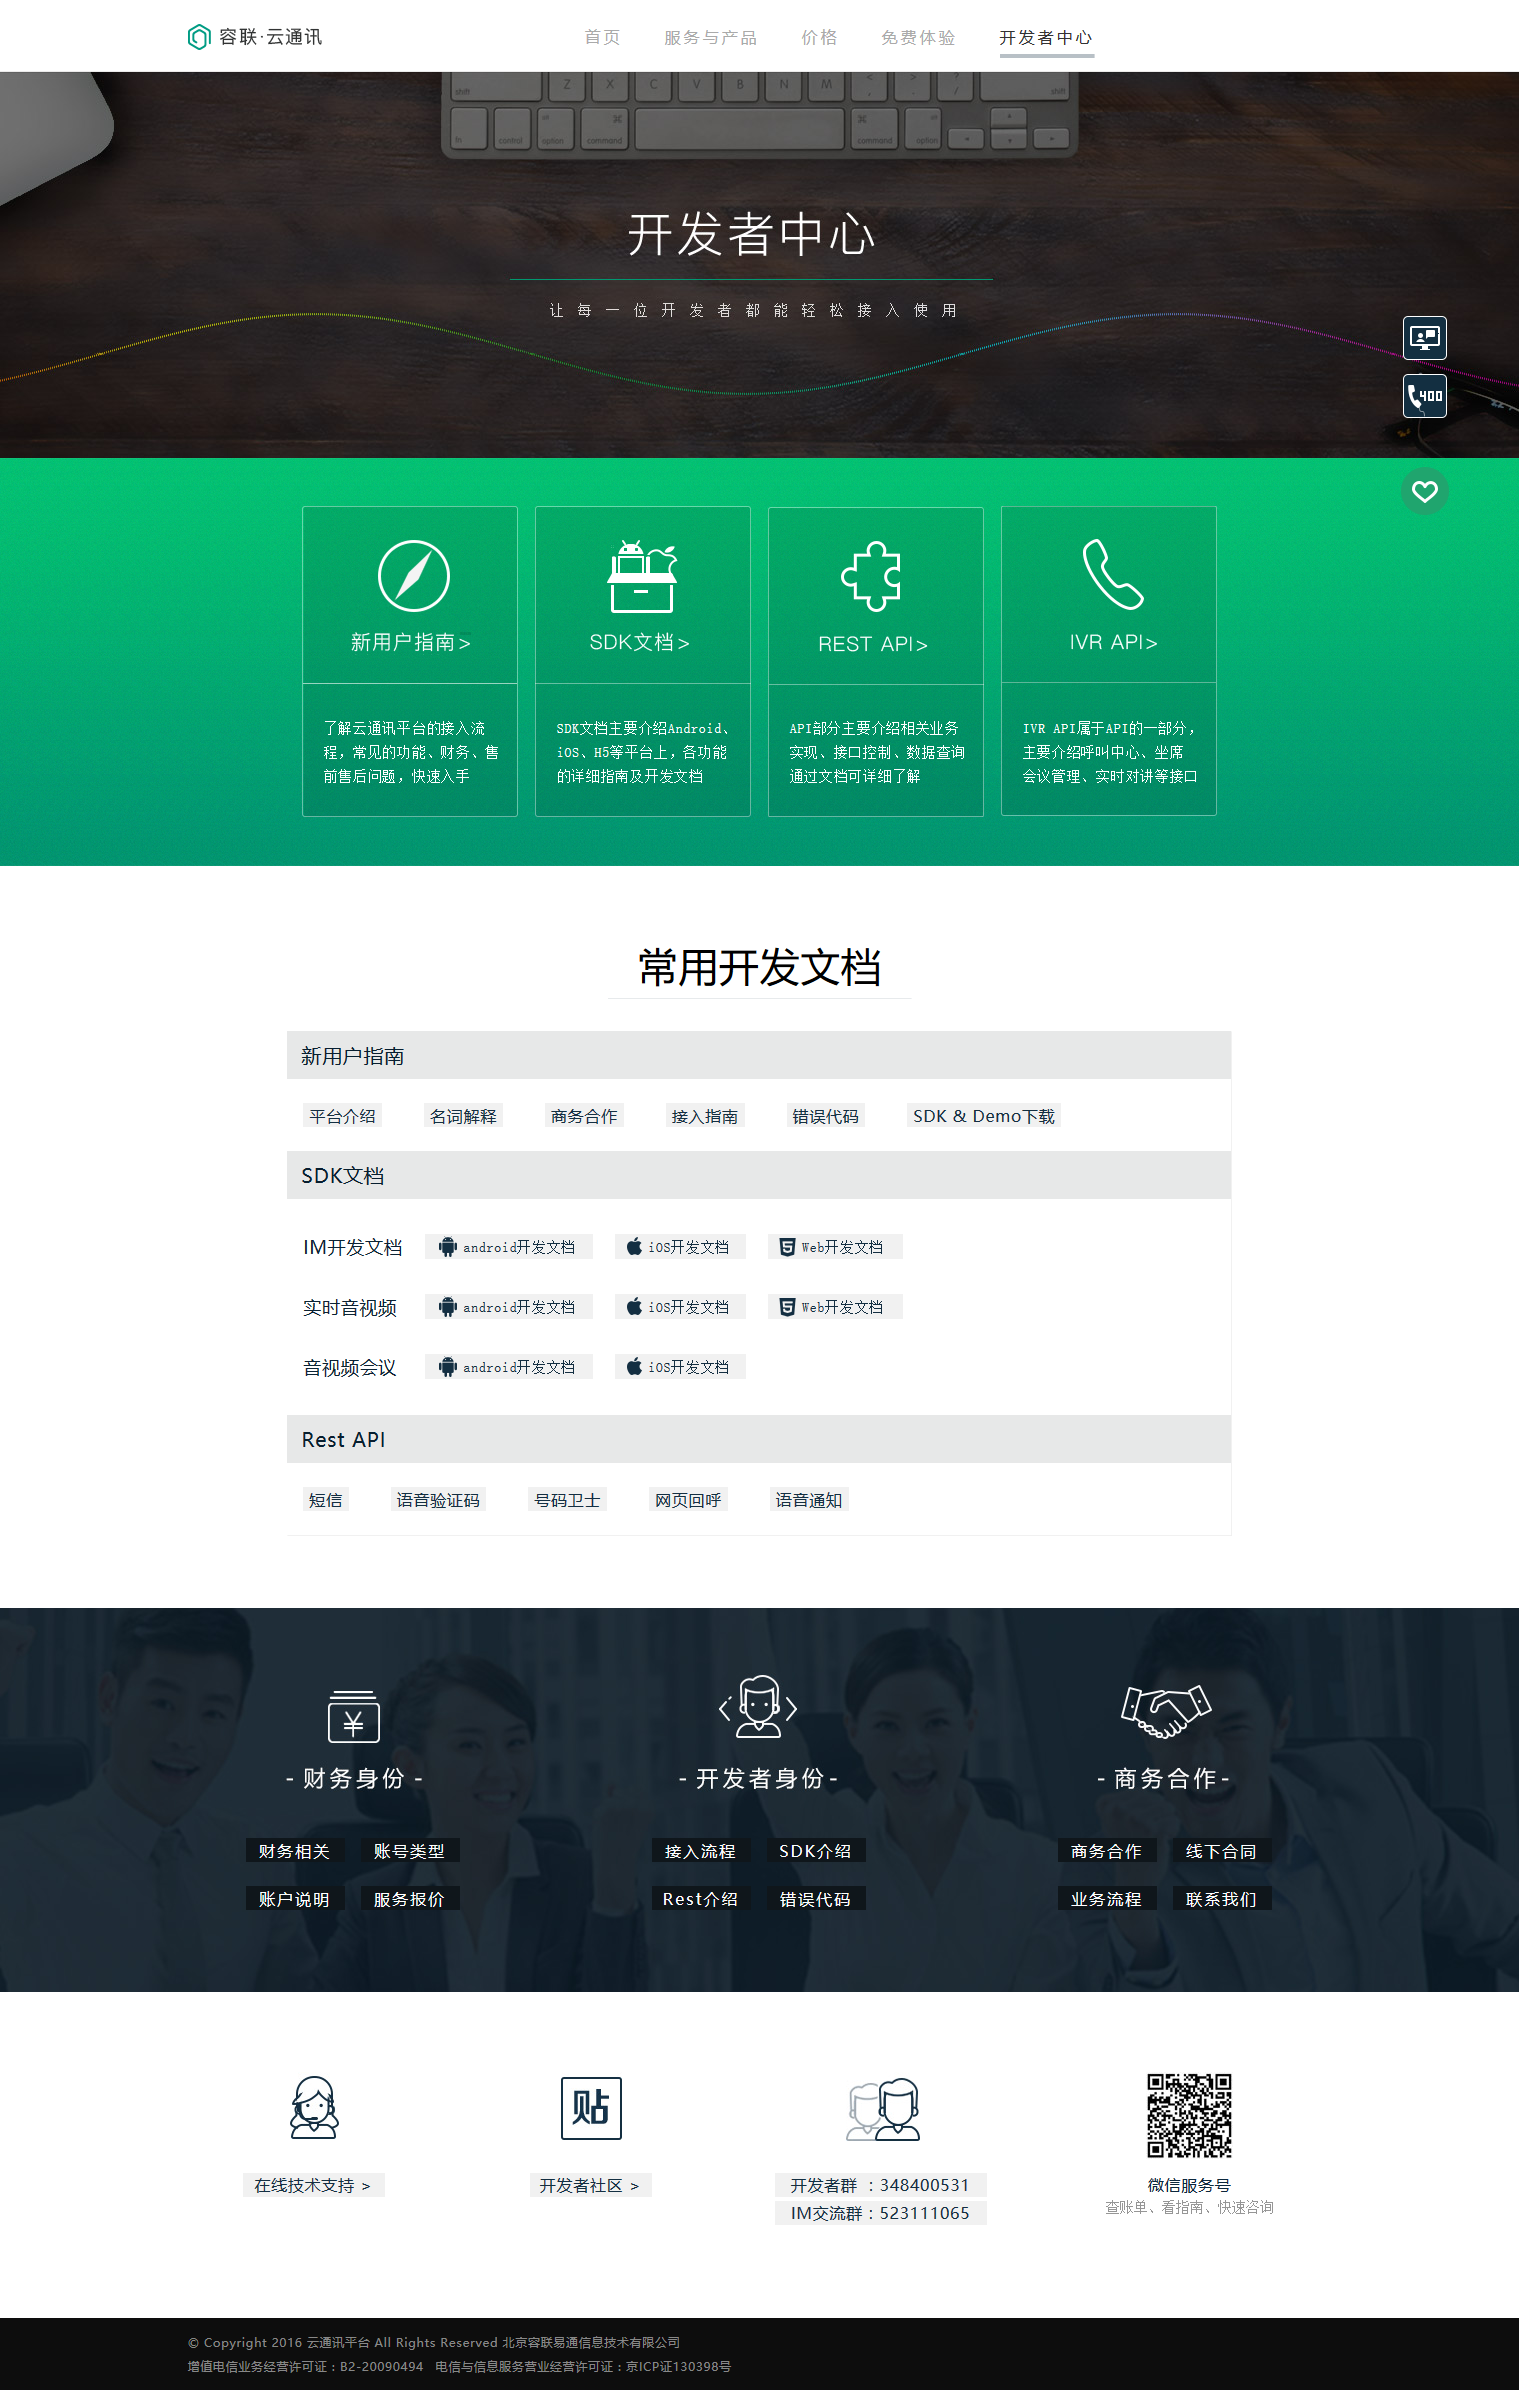 容联·云通讯
首页 服务与产品 价格 免费体验 开发者中心
shift Z X C V B N M < , > . ? / shift
fn control alt option ⌘ command ⌘ command alt option
开发者中心
让每一位开发者都能轻松接入使用
400
新用户指南>
了解云通讯平台的接入流
程，常见的功能、财务、售
前售后问题，快速入手
SDK文档>
SDK文档主要介绍Android、
iOS、H5等平台上，各功能
的详细指南及开发文档
REST API>
API部分主要介绍相关业务
实现、接口控制、数据查询
通过文档可详细了解
IVR API>
IVR API属于API的一部分，
主要介绍呼叫中心、坐席
会议管理、实时对讲等接口
常用开发文档
新用户指南
平台介绍 名词解释 商务合作 接入指南 错误代码 SDK & Demo下载
SDK文档
IM开发文档 android开发文档 iOS开发文档 Web开发文档
实时音视频 android开发文档 iOS开发文档 Web开发文档
音视频会议 android开发文档 iOS开发文档
Rest API
短信 语音验证码 号码卫士 网页回呼 语音通知
- 财务身份 -
财务相关 账号类型
账户说明 服务报价
- 开发者身份 -
接入流程 SDK介绍
Rest介绍 错误代码
- 商务合作 -
商务合作 线下合同
业务流程 联系我们
在线技术支持 >
贴
开发者社区 >
开发者群 ：348400531
IM交流群：523111065
微信服务号
查账单、看指南、快速咨询
© Copyright 2016 云通讯平台 All Rights Reserved 北京容联易通信息技术有限公司
增值电信业务经营许可证：B2-20090494 电信与信息服务营业经营许可证：京ICP证130398号